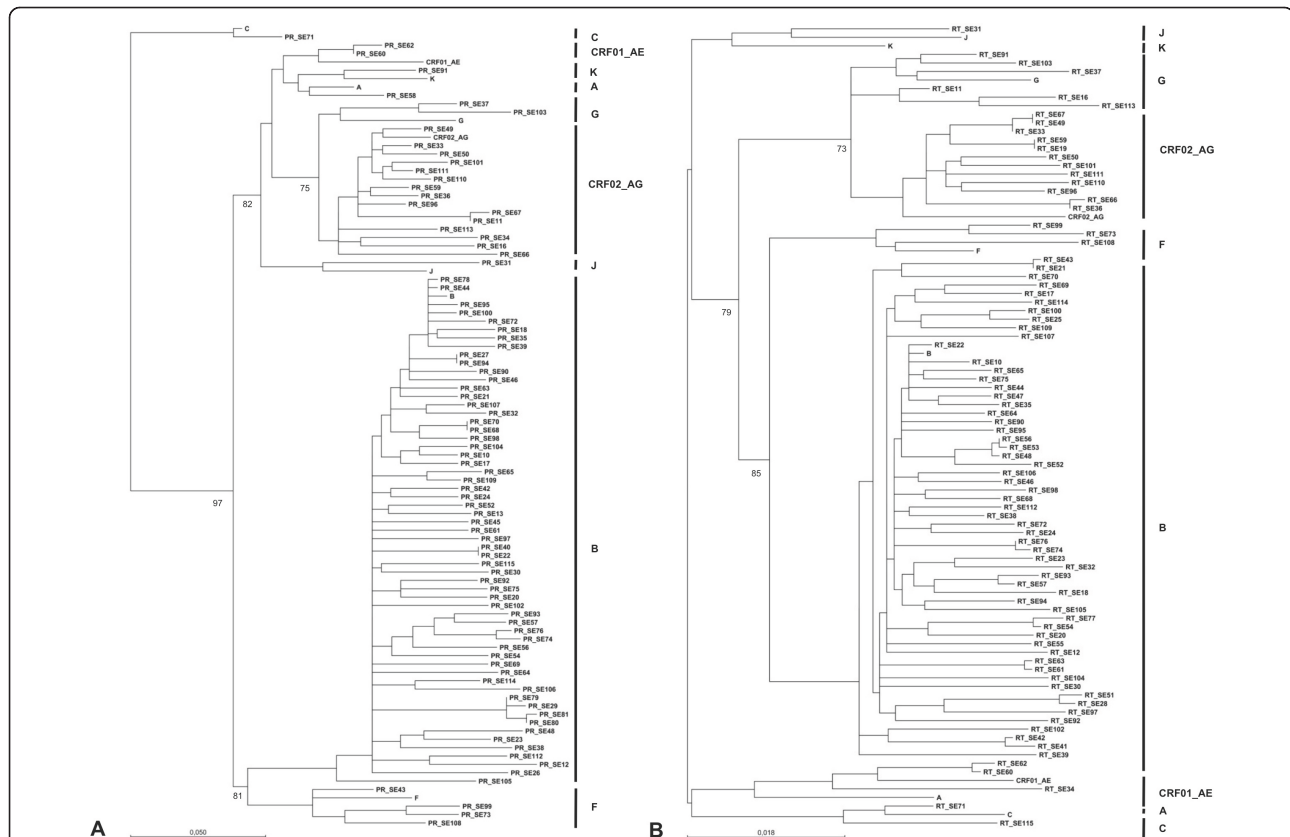 C
PR_SE71
PR_SE62
PR_SE60
CRF01_AE
PR_SE91
K
A
PR_SE58
PR_SE37
PR_SE103
G
PR_SE49
CRF02_AG
PR_SE33
PR_SE50
PR_SE101
PR_SE111
PR_SE110
PR_SE59
PR_SE36
PR_SE96
PR_SE67
PR_SE11
PR_SE113
PR_SE34
PR_SE16
PR_SE66
PR_SE31
J
PR_SE78
PR_SE44
B
PR_SE95
PR_SE100
PR_SE72
PR_SE18
PR_SE35
PR_SE39
PR_SE27
PR_SE94
PR_SE90
PR_SE46
PR_SE63
PR_SE21
PR_SE107
PR_SE32
PR_SE70
PR_SE68
PR_SE98
PR_SE104
PR_SE10
PR_SE17
PR_SE65
PR_SE109
PR_SE42
PR_SE24
PR_SE52
PR_SE13
PR_SE45
PR_SE61
PR_SE97
PR_SE40
PR_SE22
PR_SE115
PR_SE30
PR_SE92
PR_SE75
PR_SE20
PR_SE102
PR_SE93
PR_SE57
PR_SE76
PR_SE74
PR_SE56
PR_SE54
PR_SE69
PR_SE64
PR_SE114
PR_SE106
PR_SE79
PR_SE29
PR_SE81
PR_SE80
PR_SE48
PR_SE23
PR_SE38
PR_SE112
PR_SE12
PR_SE26
PR_SE105
PR_SE43
F
PR_SE99
PR_SE73
PR_SE108
75
82
97
81
C
CRF01_AE
K
A
G
CRF02_AG
J
B
F
A
0,050
RT_SE31
J
K
RT_SE91
RT_SE103
RT_SE37
G
RT_SE11
RT_SE16
RT_SE113
RT_SE67
RT_SE49
RT_SE33
RT_SE59
RT_SE19
RT_SE50
RT_SE101
RT_SE111
RT_SE110
RT_SE96
RT_SE66
RT_SE36
CRF02_AG
RT_SE99
RT_SE73
RT_SE108
F
RT_SE43
RT_SE21
RT_SE70
RT_SE69
RT_SE17
RT_SE114
RT_SE100
RT_SE25
RT_SE109
RT_SE107
RT_SE22
B
RT_SE10
RT_SE65
RT_SE75
RT_SE44
RT_SE47
RT_SE35
RT_SE64
RT_SE90
RT_SE95
RT_SE56
RT_SE53
RT_SE48
RT_SE52
RT_SE106
RT_SE46
RT_SE98
RT_SE68
RT_SE112
RT_SE38
RT_SE72
RT_SE24
RT_SE76
RT_SE74
RT_SE23
RT_SE32
RT_SE93
RT_SE57
RT_SE18
RT_SE94
RT_SE105
RT_SE77
RT_SE54
RT_SE20
RT_SE55
RT_SE12
RT_SE63
RT_SE61
RT_SE104
RT_SE30
RT_SE51
RT_SE28
RT_SE97
RT_SE92
RT_SE102
RT_SE42
RT_SE41
RT_SE39
RT_SE62
RT_SE60
CRF01_AE
RT_SE34
A
RT_SE71
C
RT_SE115
73
79
85
J
K
G
CRF02_AG
F
B
CRF01_AE
A
C
B
0,018